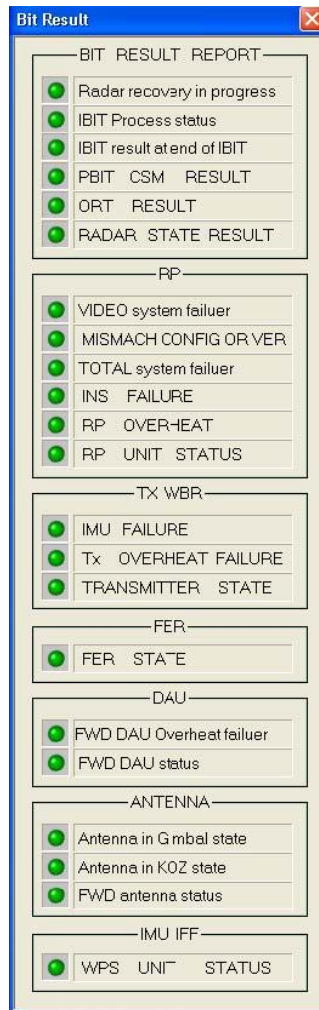 Bit Result
BIT RESULT REPORT
Radar recovery in progress
IBIT Process status
IBIT result at end of IBIT
PBIT CSM RESULT
ORT RESULT
RADAR STATE RESULT
RP
VIDEO system failuer
MISMACH CONFIG OR VER
TOTAL system failuer
INS FAILURE
RP OVERHEAT
RP UNIT STATUS
TX WBR
IMU FAILURE
Tx OVERHEAT FAILURE
TRANSMITTER STATE
FER
FER STATE
DAU
FWD DAU Overheat failuer
FWD DAU status
ANTENNA
Antenna in Gimbal state
Antenna in KOZ state
FWD antenna status
IMU IFF
WPS UNIT STATUS